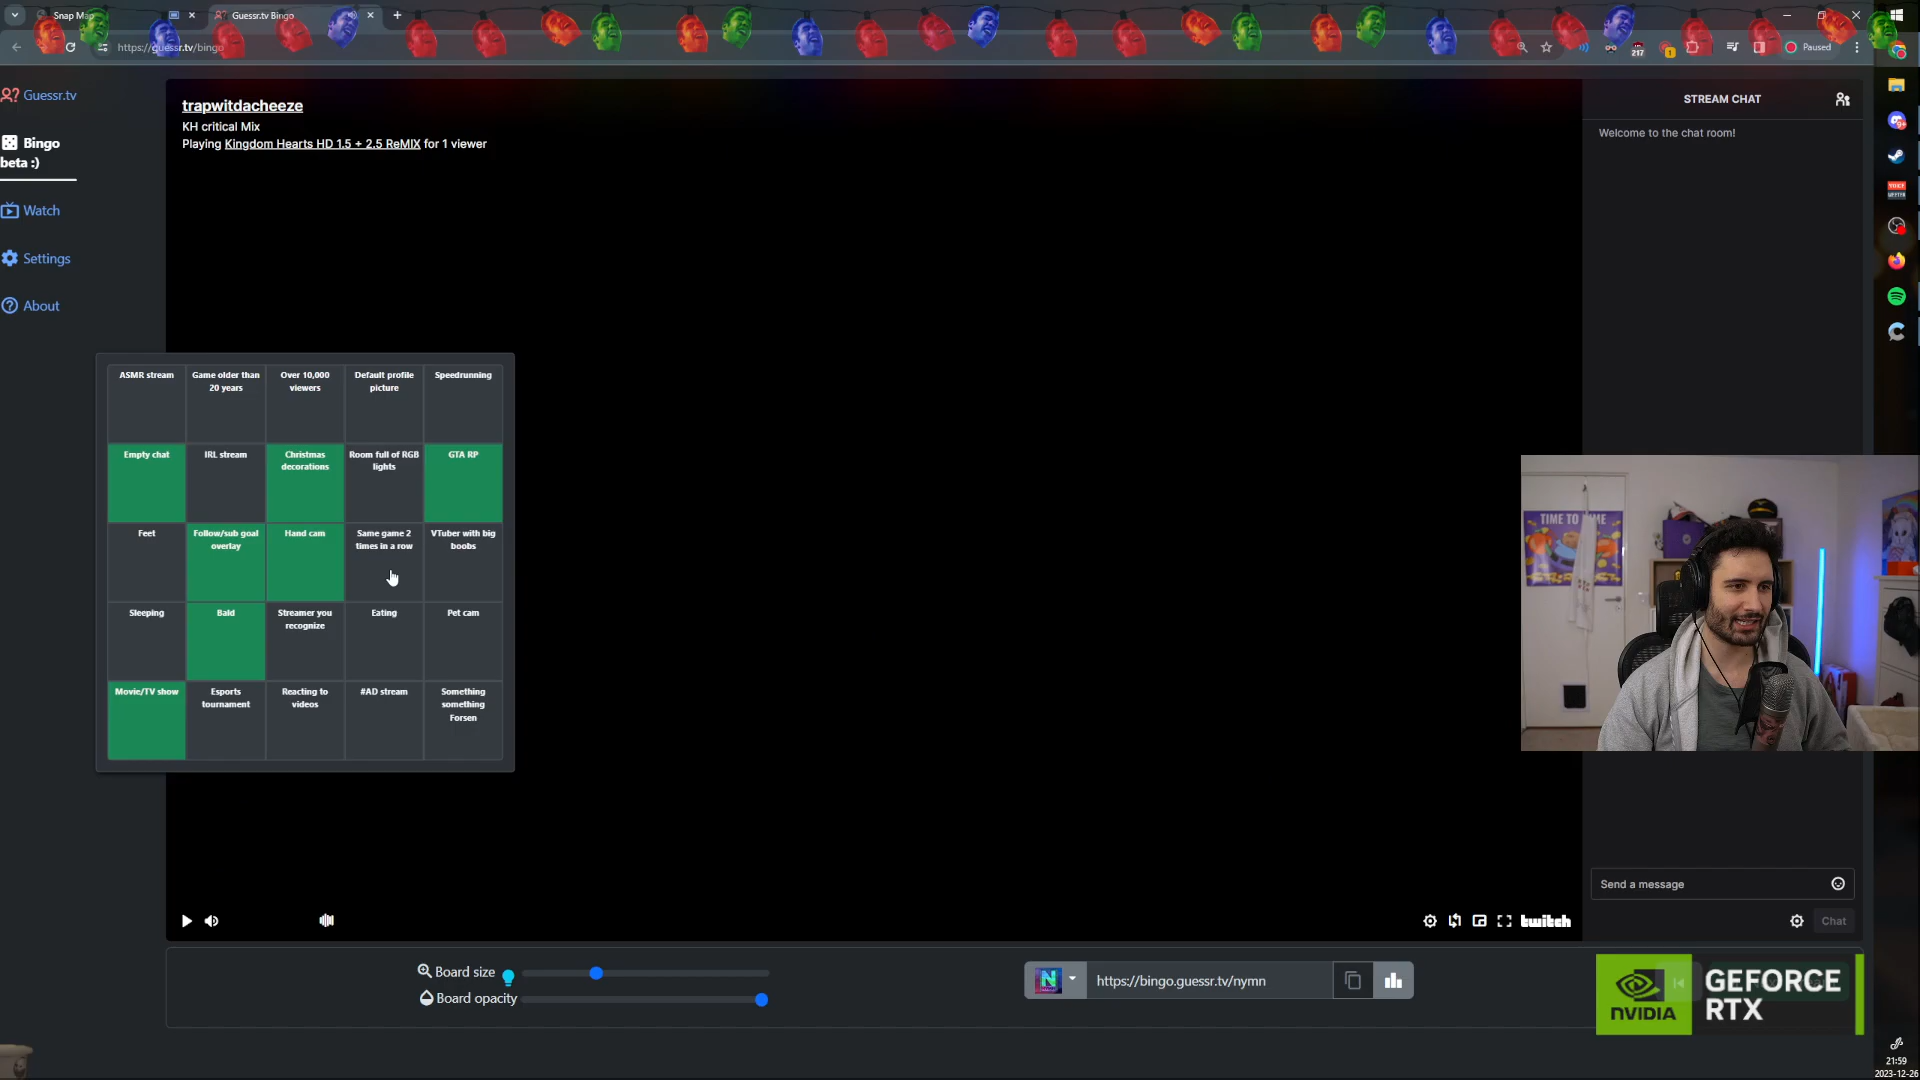 Snap Map
Guessr.tv Bingo
https://guessr.tv/bingo
217
1
Paused
Guessr.tv
Bingo
beta :)
Watch
Settings
About
trapwitdacheeze
KH critical Mix
Playing Kingdom Hearts HD 1.5 + 2.5 ReMIX for 1 viewer
STREAM CHAT
Welcome to the chat room!
ASMR stream
Game older than
20 years
Over 10,000
viewers
Default profile
picture
Speedrunning
Empty chat
IRL stream
Christmas
decorations
Room full of RGB
lights
GTA RP
Feet
Follow/sub goal
overlay
Hand cam
Same game 2
times in a row
VTuber with big
boobs
Sleeping
Bald
Streamer you
recognize
Eating
Pet cam
Movie/TV show
Esports
tournament
Reacting to
videos
#AD stream
Something
something
Forsen
TIME TO
Send a message
Chat
twitch
Board size
Board opacity
N
https://bingo.guessr.tv/nymn
NVIDIA
GEFORCE
RTX
21:59
2023-12-26